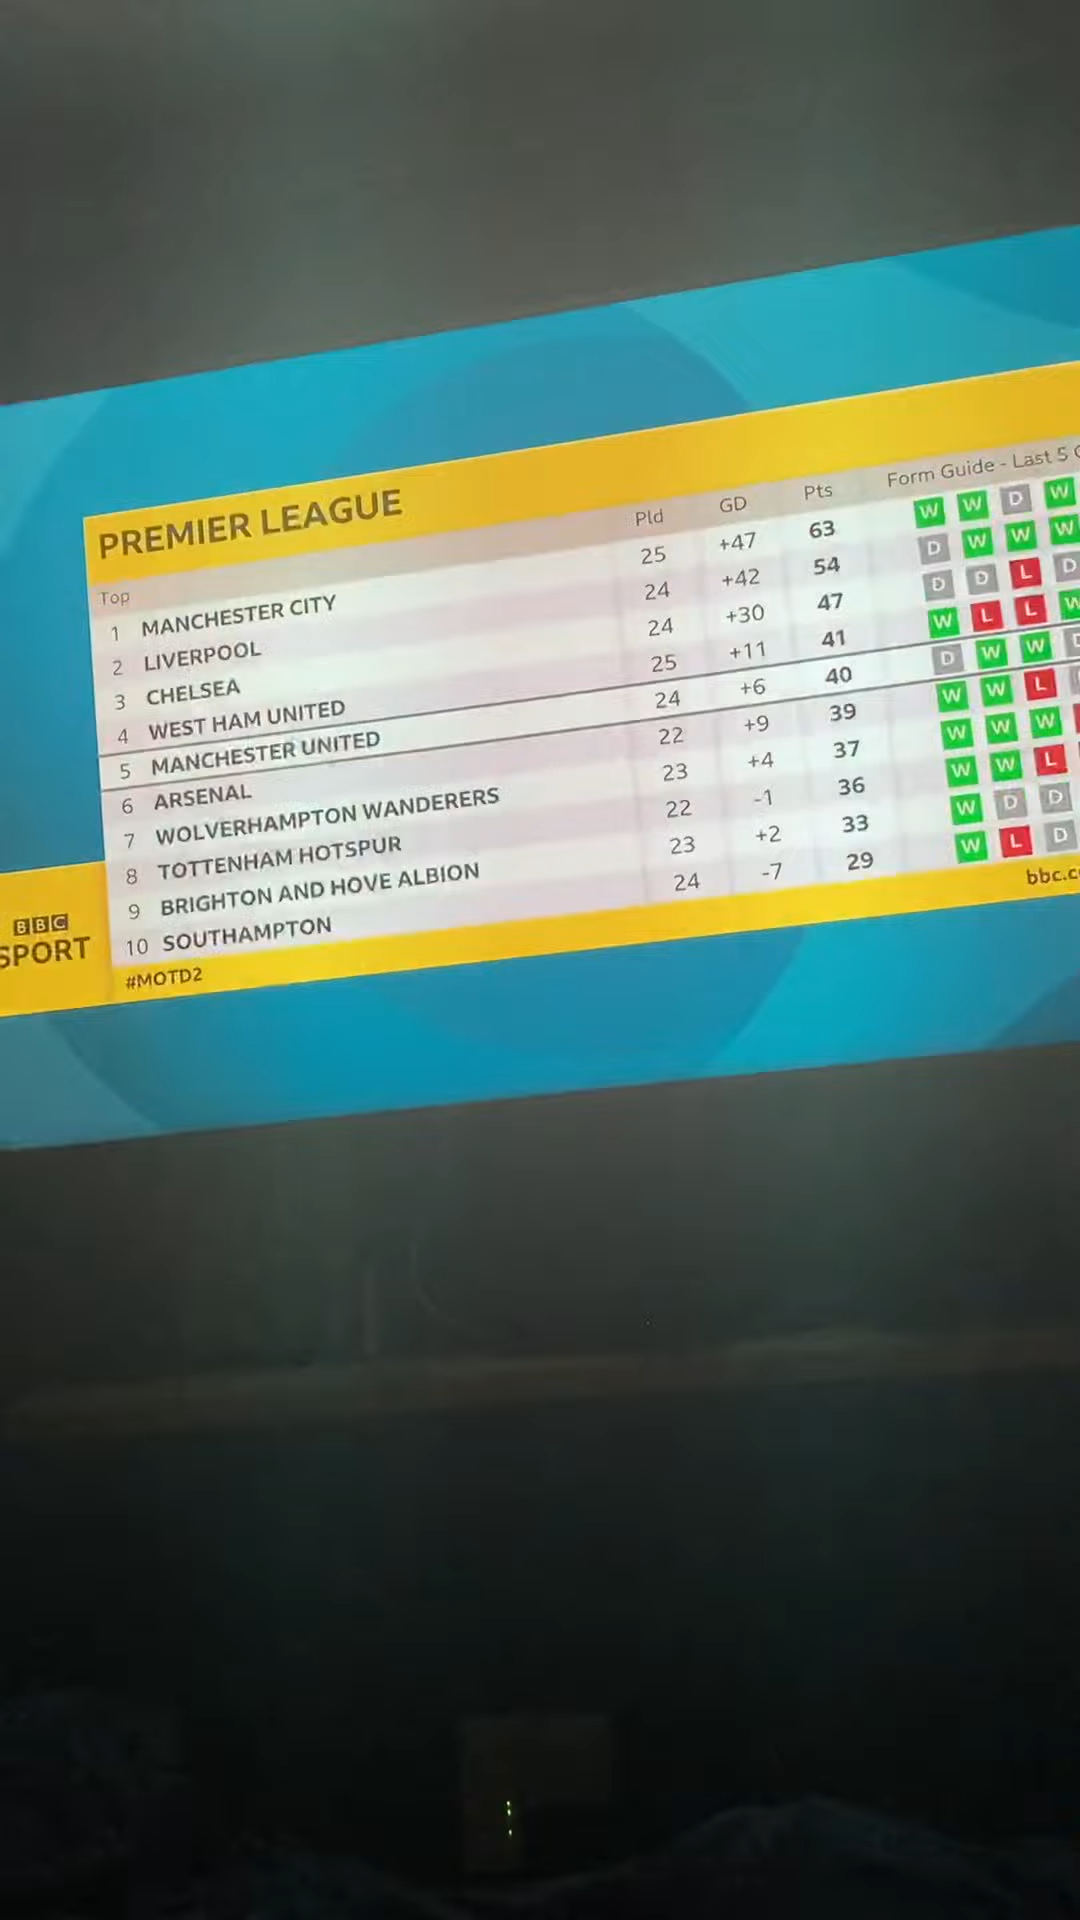 PREMIER LEAGUE
Top Pld GD Pts Form Guide - Last 5
1 MANCHESTER CITY 25 +47 63 W W D W
2 LIVERPOOL 24 +42 54 D W W W
3 CHELSEA 24 +30 47 D D L D
4 WEST HAM UNITED 25 +11 41 W L L W
5 MANCHESTER UNITED 24 +6 40 D W W D
6 ARSENAL 22 +9 39 W W L
7 WOLVERHAMPTON WANDERERS 23 +4 37 W W W
8 TOTTENHAM HOTSPUR 22 -1 36 W W L
9 BRIGHTON AND HOVE ALBION 23 +2 33 W D D
10 SOUTHAMPTON 24 -7 29 W L D
BBC
SPORT
#MOTD2
bbc.c